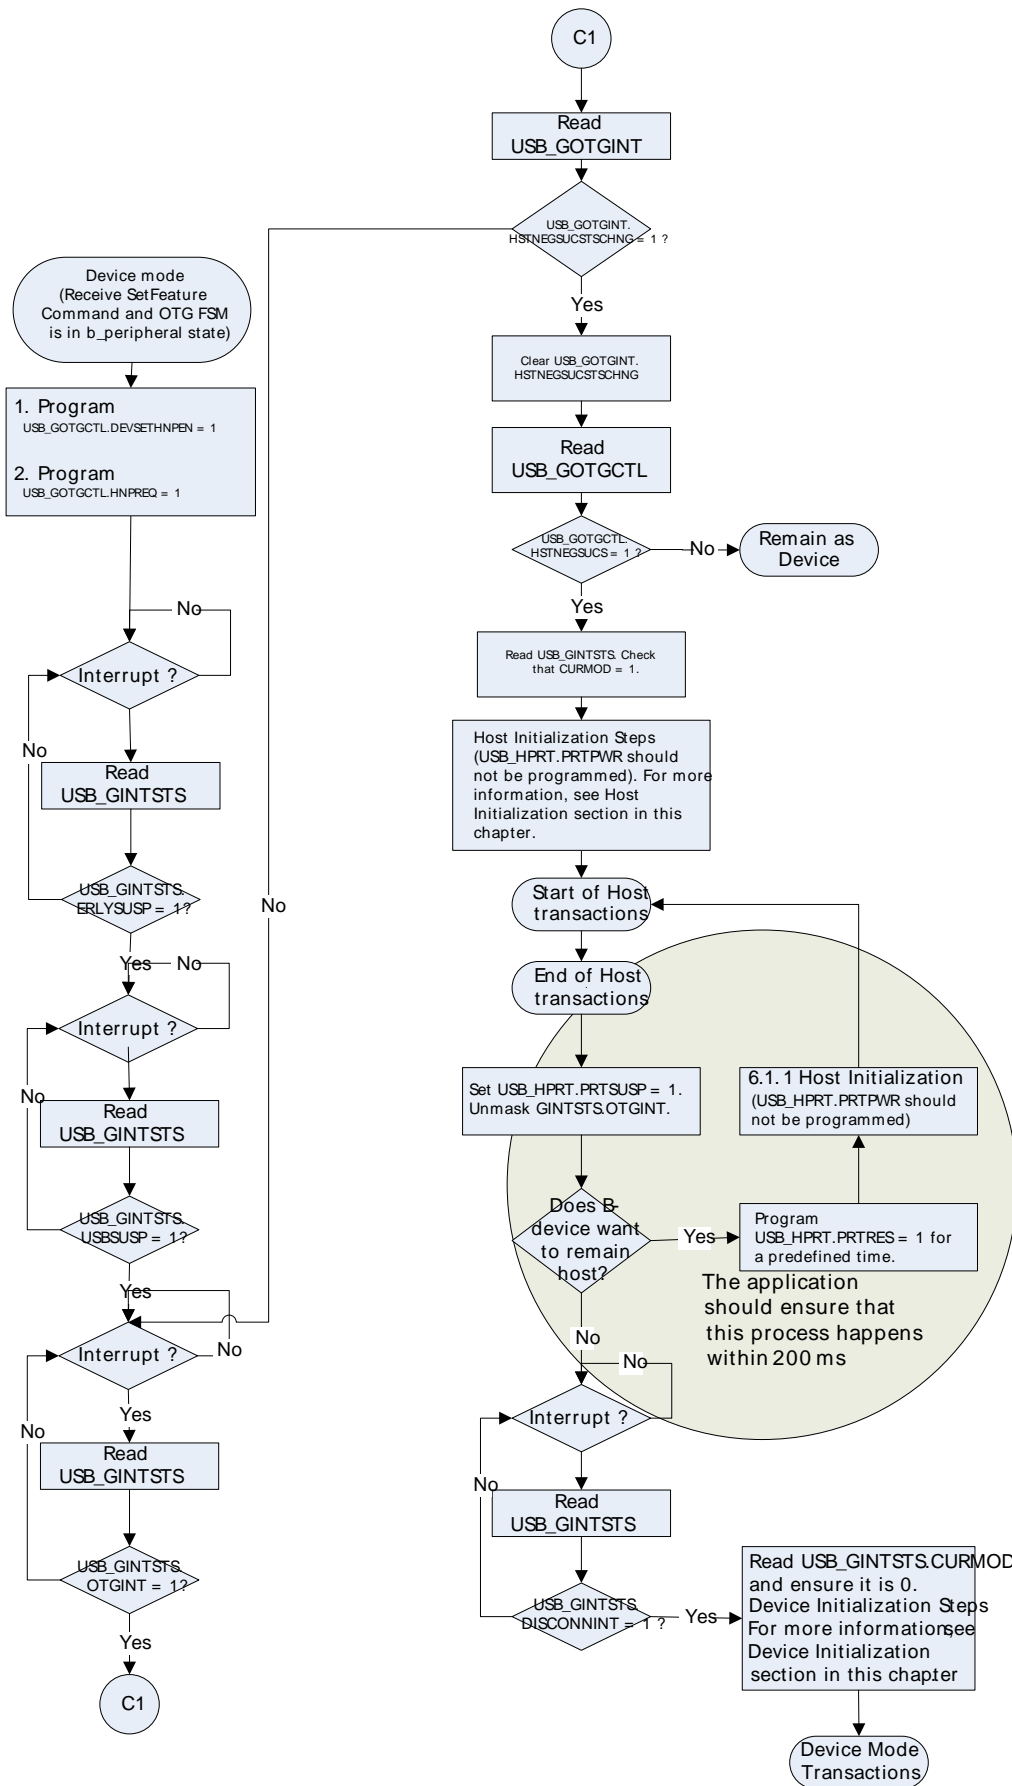 Device mode
(Receive SetFeature
Command and OTG FSM
is in b_peripheral state)
1. Program
USB_GOTGCTL.DEVSETHNPEN = 1
2. Program
USB_GOTGCTL.HNPREQ = 1
No
Interrupt ?
No
Read
USB_GINTSTS
USB_GINTSTS.
ERLYSUSP = 1?
Yes
No
Interrupt ?
No
Read
USB_GINTSTS
USB_GINTSTS.
USBSUSP = 1?
Yes
Interrupt ?
No
Yes
No
Read
USB_GINTSTS
USB_GINTSTS.
OTGINT = 1?
Yes
C1
C1
Read
USB_GOTGINT
USB_GOTGINT.
HSTNEGSUCSTSCHNG = 1 ?
No
Yes
Clear USB_GOTGINT.
HSTNEGSUCSTSCHNG
Read
USB_GOTGCTL
USB_GOTGCTL.
HSTNEGSUCS = 1 ?
No
Remain as
Device
Yes
Read USB_GINTSTS. Check
that CURMOD = 1.
Host Initialization Steps
(USB_HPRT.PRTPWR should
not be programmed). For more
information, see Host
Initialization section in this
chapter.
Start of Host
transactions
End of Host
transactions
Set USB_HPRT.PRTSUSP = 1.
Unmask GINTSTS.OTGINT.
6.1.1 Host Initialization
(USB_HPRT.PRTPWR should
not be programmed)
Does B-
device want
to remain
host?
Yes
Program
USB_HPRT.PRTRES = 1 for
a predefined time.
The application
should ensure that
this process happens
within 200 ms
No
No
Interrupt ?
No
Read
USB_GINTSTS
USB_GINTSTS.
DISCONNINT = 1 ?
Yes
Read USB_GINTSTS.CURMOD
and ensure it is 0.
Device Initialization Steps
For more information, see
Device Initialization
section in this chapter
Device Mode
Transactions